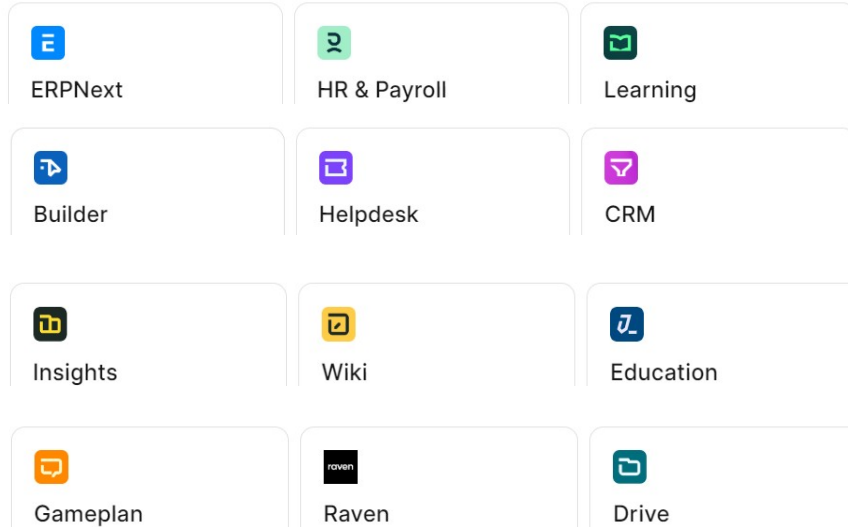 ERPNext
HR & Payroll
Learning
Builder
Helpdesk
CRM
Insights
Wiki
Education
raven
Gameplan
Raven
Drive